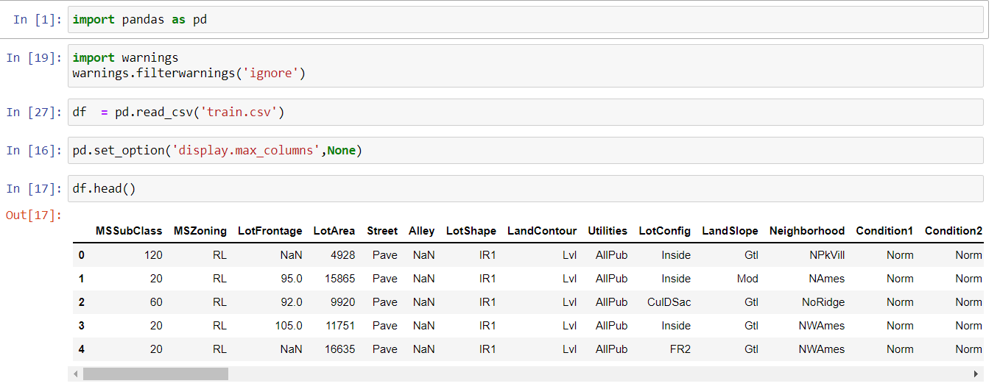 In [1]: import pandas as pd
In [19]: import warnings
warnings.filterwarnings('ignore')
In [27]: df  = pd.read_csv('train.csv')
In [16]: pd.set_option('display.max_columns',None)
In [17]: df.head()
Out[17]:
MSSubClass MSZoning LotFrontage LotArea Street Alley LotShape LandContour Utilities LotConfig LandSlope Neighborhood Condition1 Condition2
0 120 RL NaN 4928 Pave NaN IR1 Lvl AllPub Inside Gtl NPkVill Norm Norm
1 20 RL 95.0 15865 Pave NaN IR1 Lvl AllPub Inside Mod NAmes Norm Norm
2 60 RL 92.0 9920 Pave NaN IR1 Lvl AllPub CulDSac Gtl NoRidge Norm Norm
3 20 RL 105.0 11751 Pave NaN IR1 Lvl AllPub Inside Gtl NWAmes Norm Norm
4 20 RL NaN 16635 Pave NaN IR1 Lvl AllPub FR2 Gtl NWAmes Norm Norm